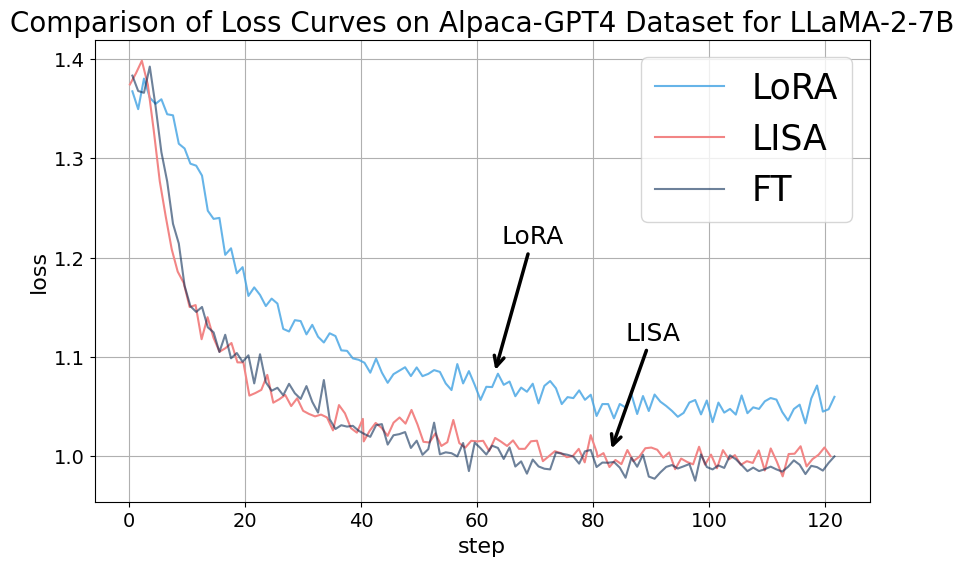 Comparison of Loss Curves on Alpaca-GPT4 Dataset for LLaMA-2-7B
1.4
1.3
1.2
1.1
1.0
loss
LoRA
LISA
FT
LoRA
LISA
0 20 40 60 80 100 120
step